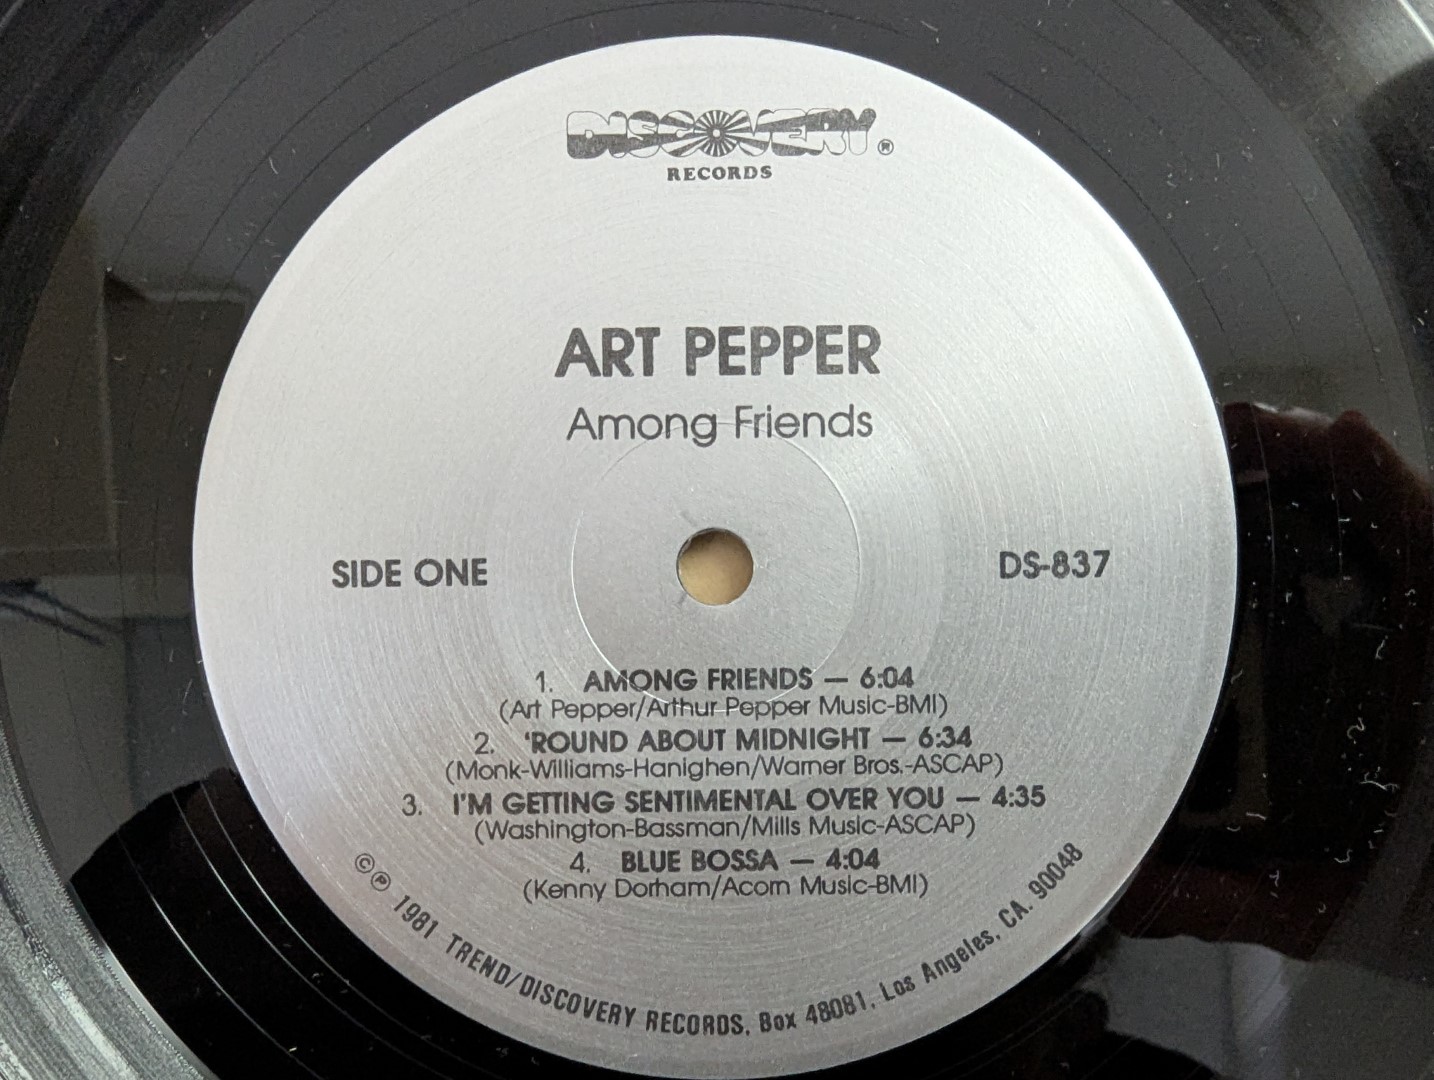 DISCOVERY®
RECORDS
ART PEPPER
Among Friends
SIDE ONE
DS-837
1. AMONG FRIENDS — 6:04
(Art Pepper/Arthur Pepper Music-BMI)
2. 'ROUND ABOUT MIDNIGHT — 6:34
(Monk-Williams-Hanighen/Warner Bros.-ASCAP)
3. I'M GETTING SENTIMENTAL OVER YOU — 4:35
(Washington-Bassman/Mills Music-ASCAP)
4. BLUE BOSSA — 4:04
(Kenny Dorham/Acorn Music-BMI)
©℗ 1981 TREND/DISCOVERY RECORDS, Box 48081, Los Angeles, CA. 90048